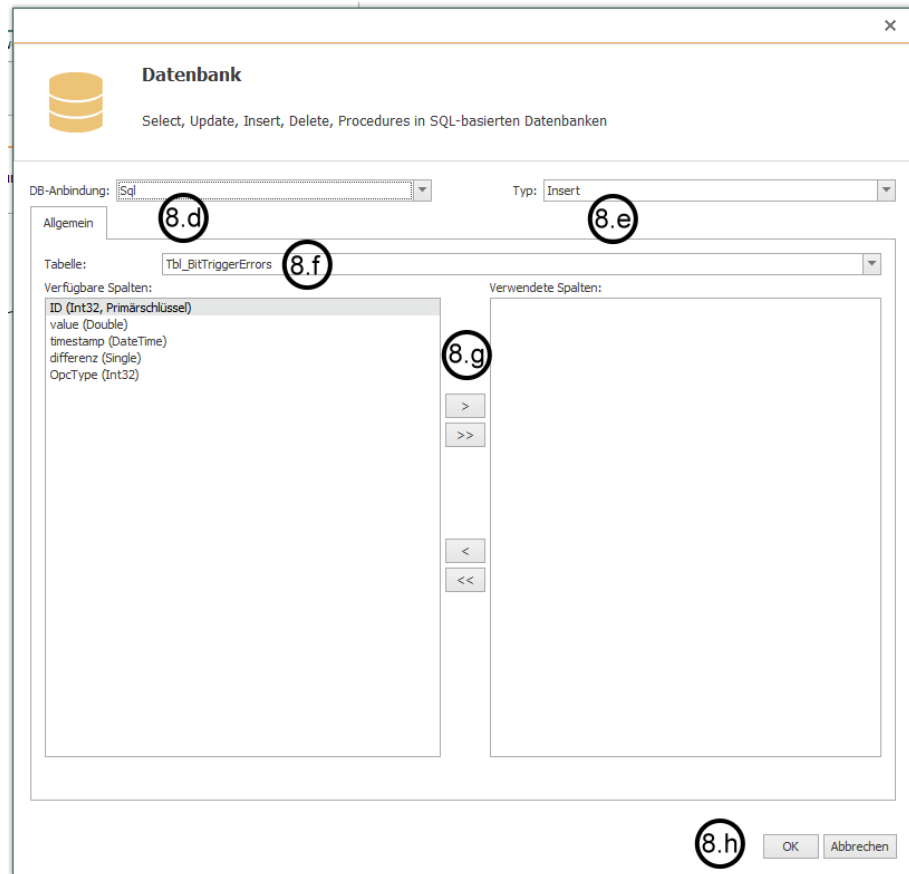 Datenbank
Select, Update, Insert, Delete, Procedures in SQL-basierten Datenbanken
DB-Anbindung: Sql Typ: Insert
8.d 8.e
Allgemein
Tabelle: Tbl_BitTriggerErrors 8.f
Verfügbare Spalten: Verwendete Spalten:
ID (Int32, Primärschlüssel)
value (Double)
timestamp (DateTime)
differenz (Single)
OpcType (Int32)
8.g
>
>>
<
<<
8.h OK Abbrechen